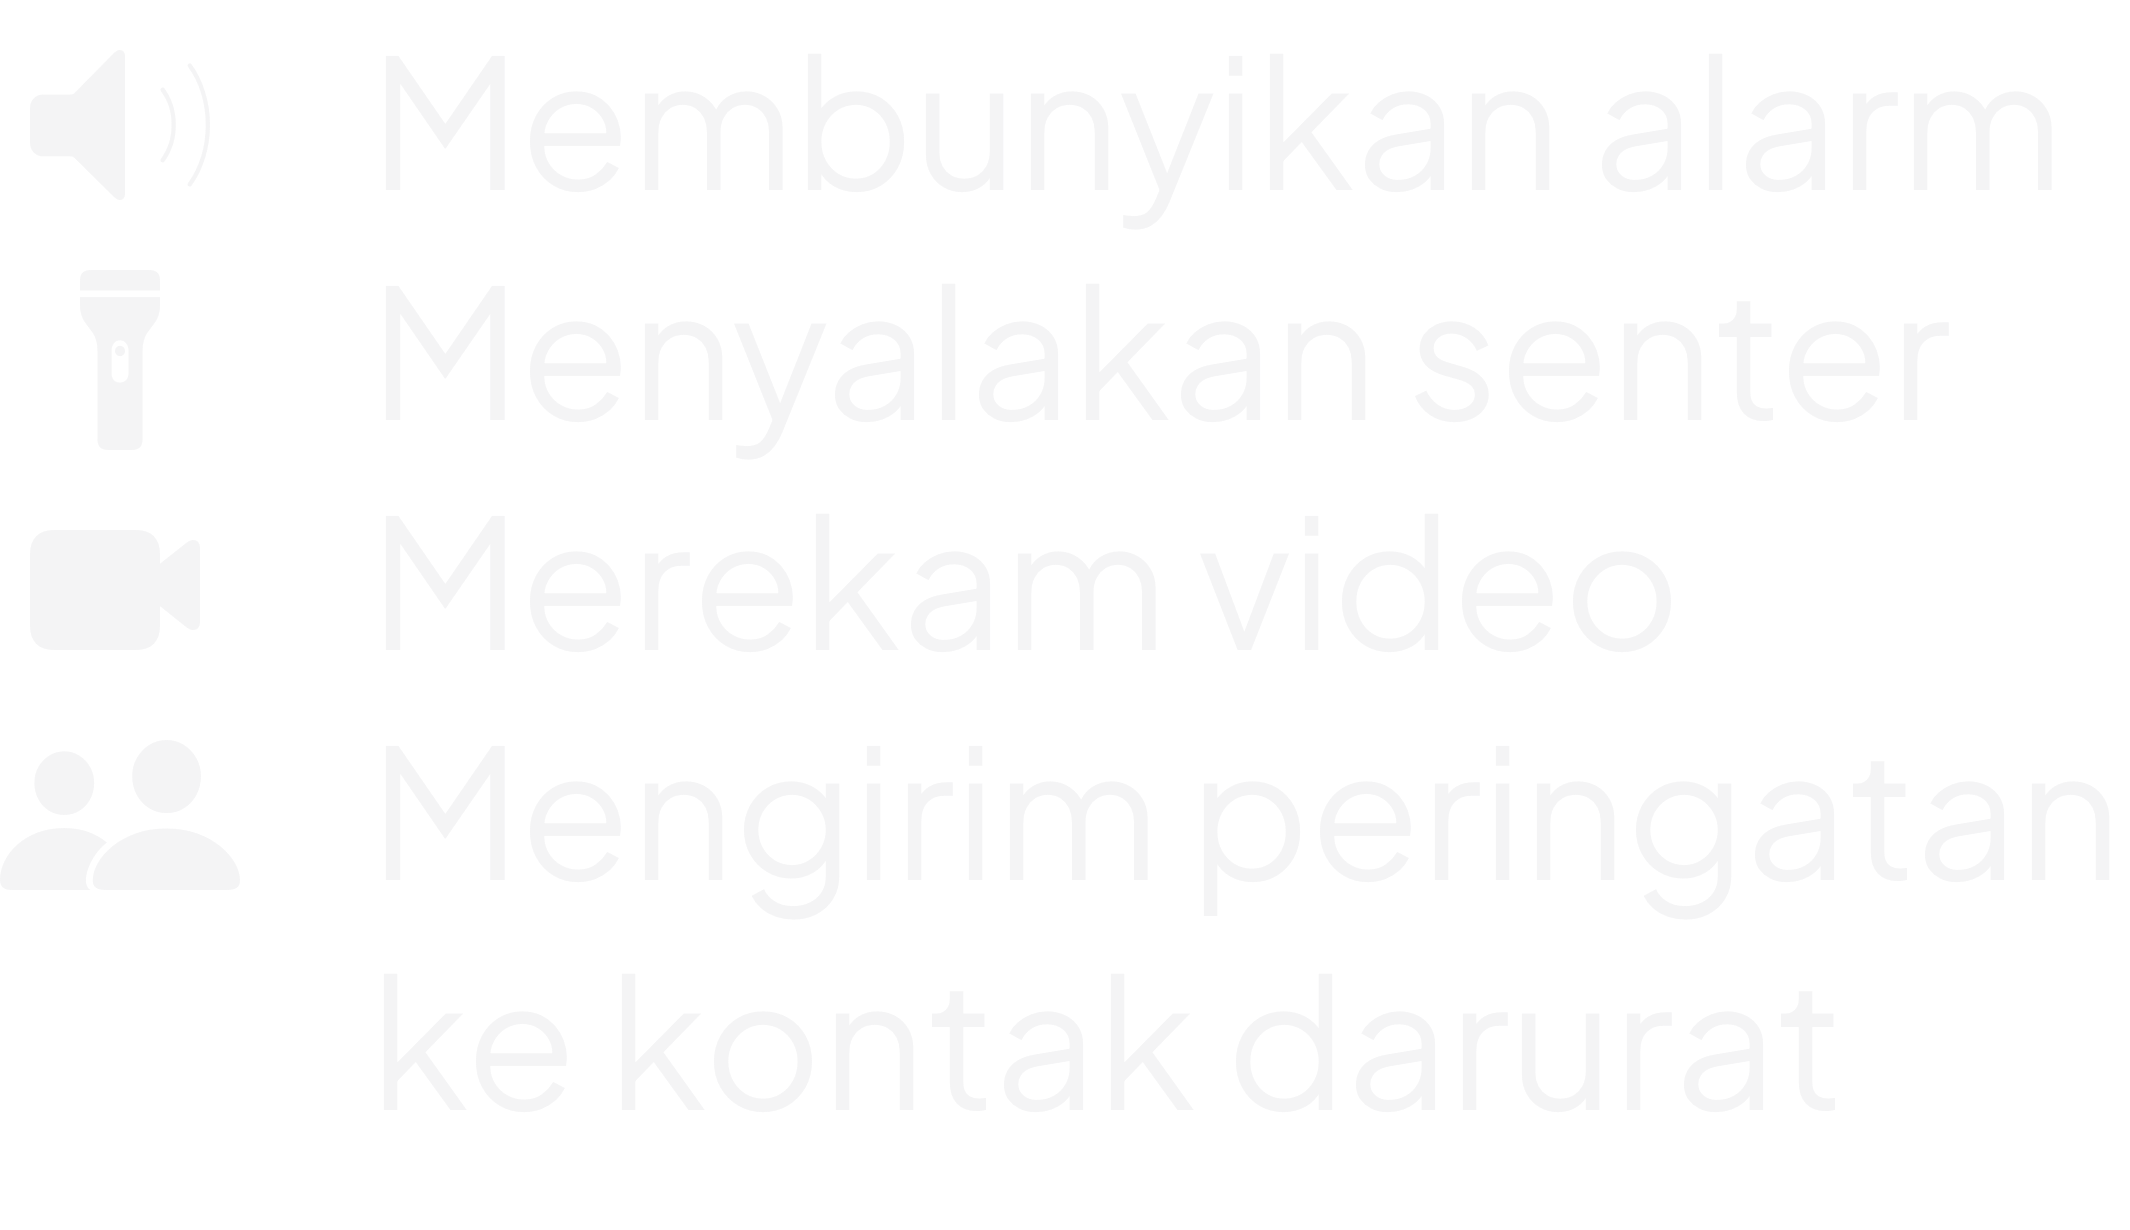 Membunyikan alarm
Menyalakan senter
Merekam video
Mengirim peringatan
ke kontak darurat